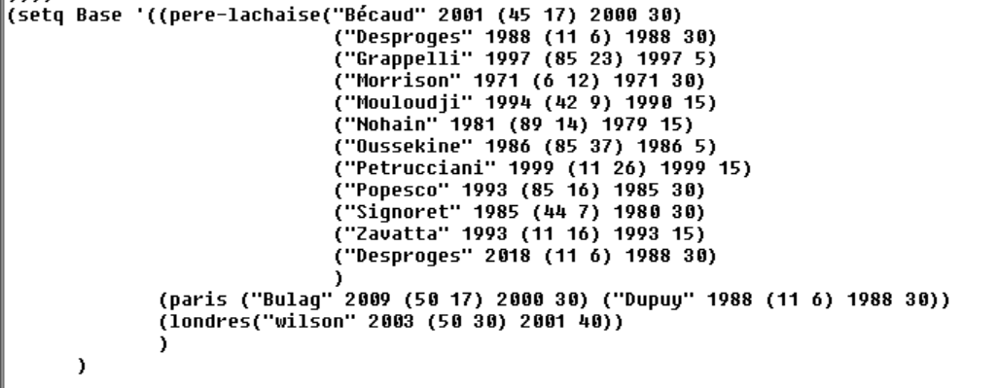 (setq Base '((pere-lachaise("Bécaud" 2001 (45 17) 2000 30)
("Desproges" 1988 (11 6) 1988 30)
("Grappelli" 1997 (85 23) 1997 5)
("Morrison" 1971 (6 12) 1971 30)
("Mouloudji" 1994 (42 9) 1990 15)
("Nohain" 1981 (89 14) 1979 15)
("Oussekine" 1986 (85 37) 1986 5)
("Petrucciani" 1999 (11 26) 1999 15)
("Popesco" 1993 (85 16) 1985 30)
("Signoret" 1985 (44 7) 1980 30)
("Zavatta" 1993 (11 16) 1993 15)
("Desproges" 2018 (11 6) 1988 30)
)
(paris ("Bulag" 2009 (50 17) 2000 30) ("Dupuy" 1988 (11 6) 1988 30))
(londres("wilson" 2003 (50 30) 2001 40))
)
)